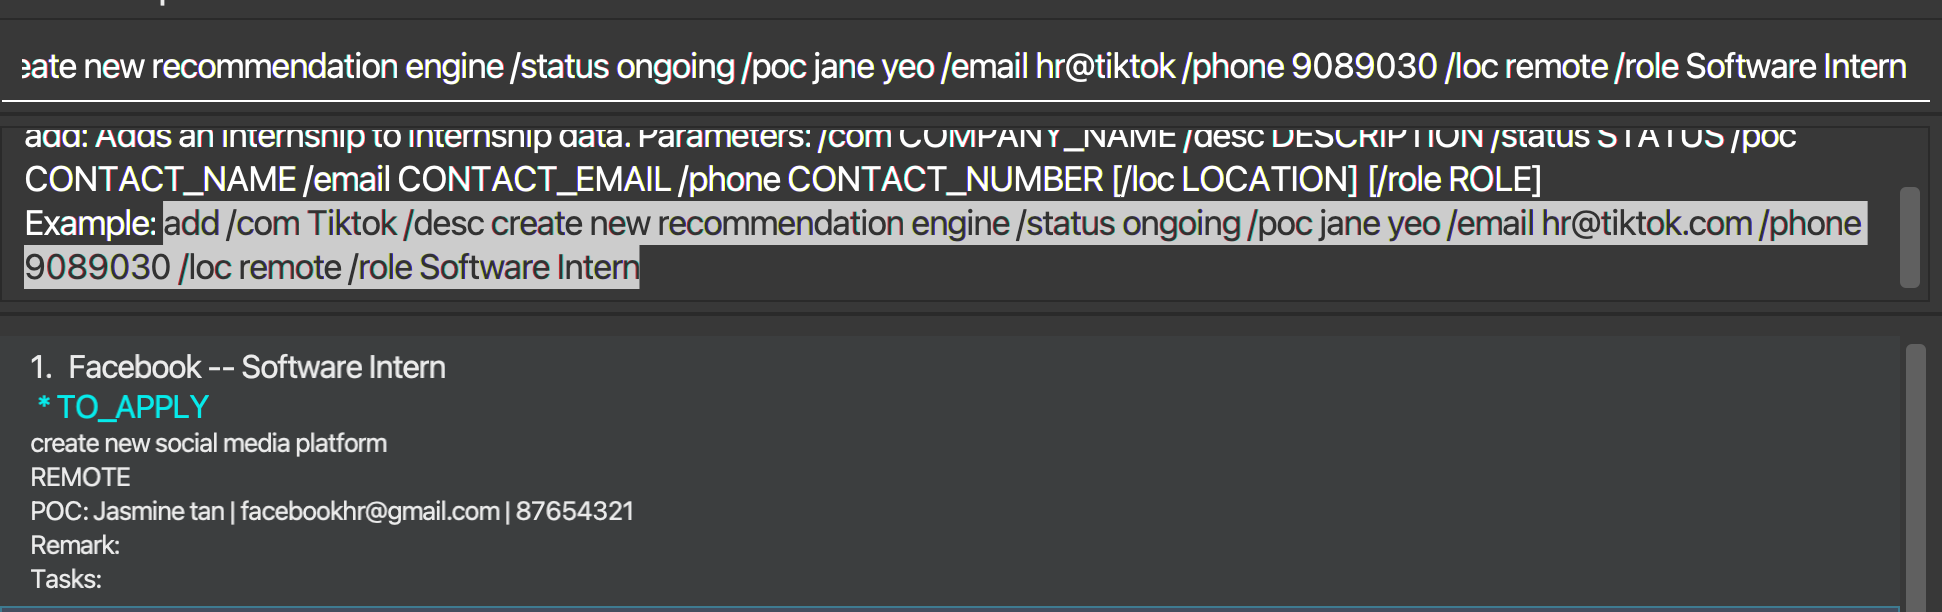 eate new recommendation engine /status ongoing /poc jane yeo /email hr@tiktok /phone 9089030 /loc remote /role Software Intern
add: Adds an internship to internship data. Parameters: /com COMPANY_NAME /desc DESCRIPTION /status STATUS /poc
CONTACT_NAME /email CONTACT_EMAIL /phone CONTACT_NUMBER [/loc LOCATION] [/role ROLE]
Example: add /com Tiktok /desc create new recommendation engine /status ongoing /poc jane yeo /email hr@tiktok.com /phone
9089030 /loc remote /role Software Intern
1. Facebook -- Software Intern
* TO_APPLY
create new social media platform
REMOTE
POC: Jasmine tan | facebookhr@gmail.com | 87654321
Remark:
Tasks: